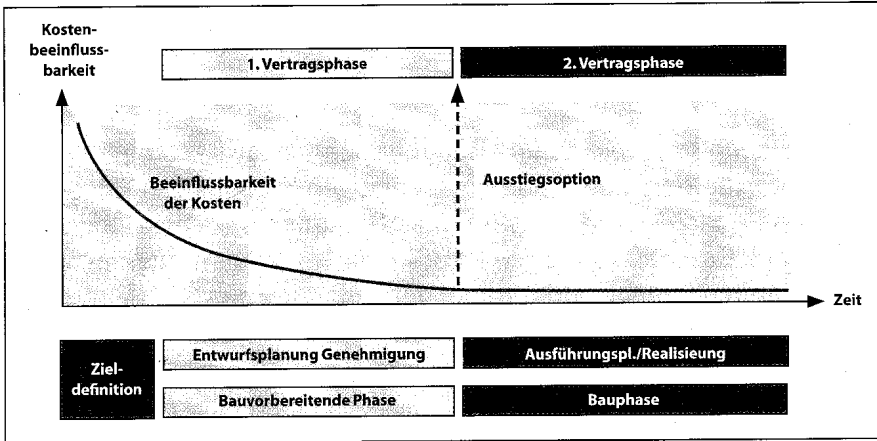 Kosten-
beeinfluss-
barkeit
1. Vertragsphase
2. Vertragsphase
Beeinflussbarkeit
der Kosten
Ausstiegsoption
Zeit
Ziel-
definition
Entwurfsplanung Genehmigung
Ausführungspl./Realisieung
Bauvorbereitende Phase
Bauphase